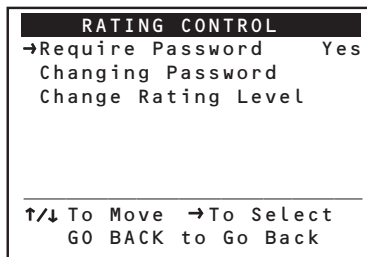 RATING CONTROL
→Require Password Yes
Changing Password
Change Rating Level
↑/↓ To Move →To Select
GO BACK to Go Back